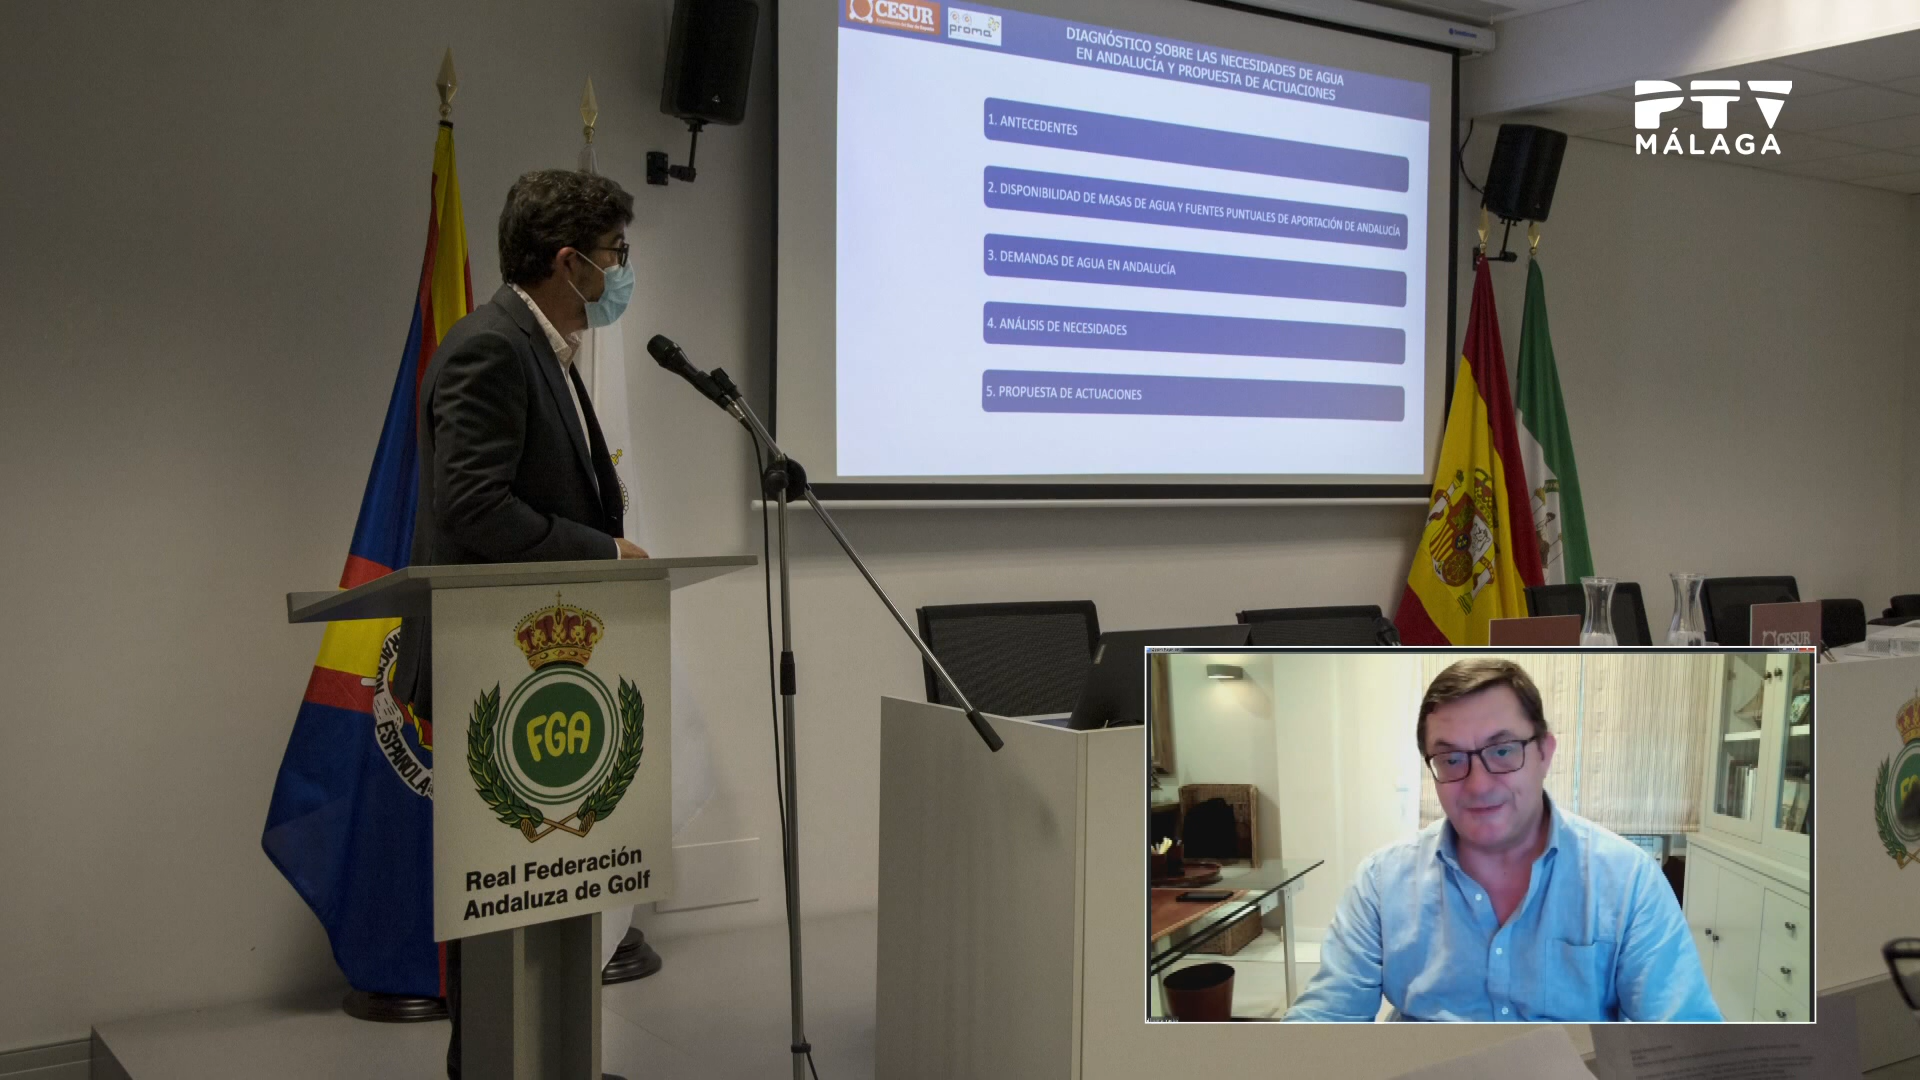 CESUR
proma
DIAGNÓSTICO SOBRE LAS NECESIDADES DE AGUA
EN ANDALUCÍA Y PROPUESTA DE ACTUACIONES
1. ANTECEDENTES
2. DISPONIBILIDAD DE MASAS DE AGUA Y FUENTES PUNTUALES DE APORTACIÓN DE ANDALUCÍA
3. DEMANDAS DE AGUA EN ANDALUCÍA
4. ANÁLISIS DE NECESIDADES
5. PROPUESTA DE ACTUACIONES
PTV
MÁLAGA
ESPAÑOLA
FGA
Real Federación
Andaluza de Golf
CESUR